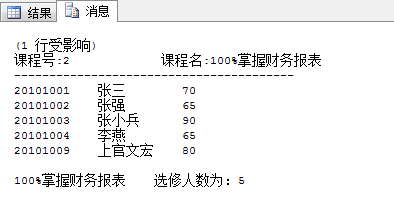 结果 消息
(1 行受影响)
课程号:2 课程名:100%掌握财务报表
----------------------------------------
20101001 张三 70
20101002 张强 65
20101003 张小兵 90
20101004 李燕 65
20101009 上官文宏 80
100%掌握财务报表 选修人数为: 5